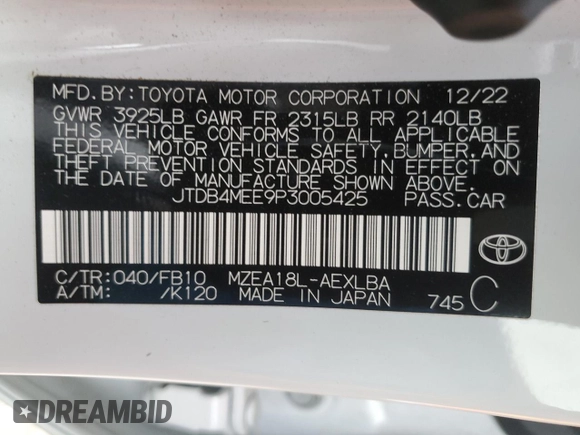 MFD. BY: TOYOTA MOTOR CORPORATION 12/22
GVWR 3925LB GAWR FR 2315LB RR 2140LB
THIS VEHICLE CONFORMS TO ALL APPLICABLE
FEDERAL MOTOR VEHICLE SAFETY, BUMPER, AND
THEFT PREVENTION STANDARDS IN EFFECT ON
THE DATE OF MANUFACTURE SHOWN ABOVE.
JTDB4MEE9P3005425 PASS. CAR
C/TR: 040/FB10 MZEA18L-AEXLBA
A/TM: /K120 MADE IN JAPAN 745 C
DREAMBID